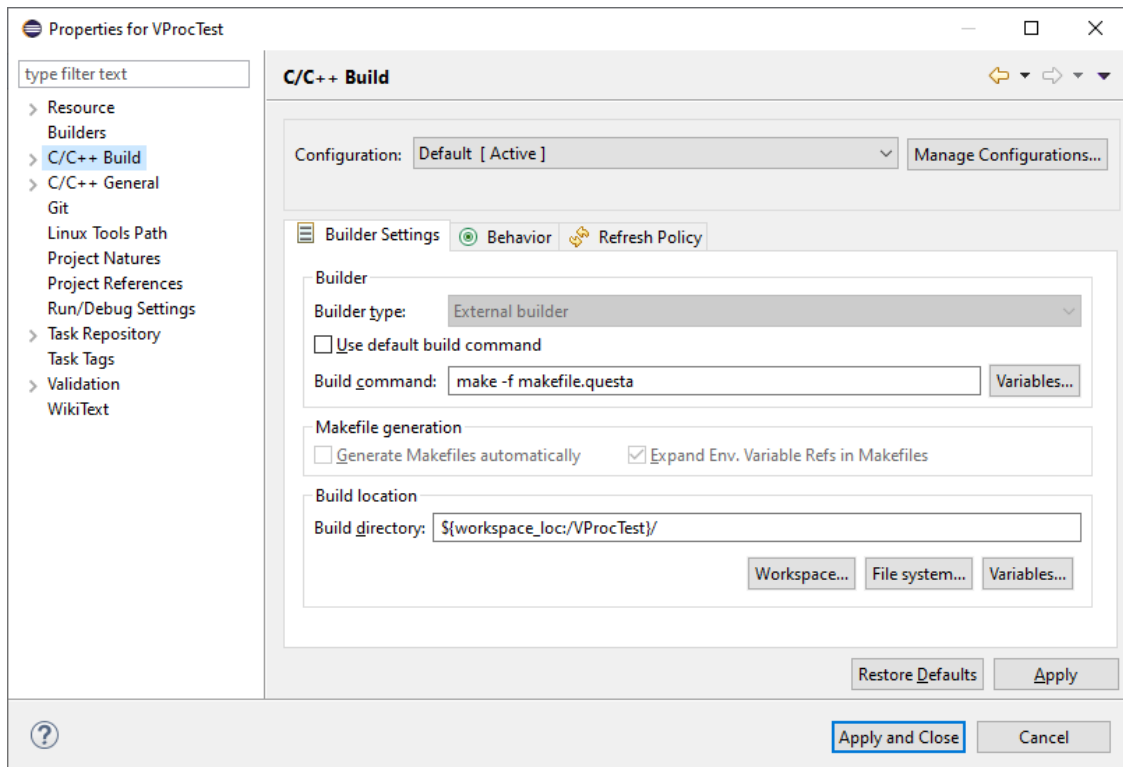 Properties for VProcTest
type filter text
Resource
Builders
C/C++ Build
C/C++ General
Git
Linux Tools Path
Project Natures
Project References
Run/Debug Settings
Task Repository
Task Tags
Validation
WikiText
C/C++ Build
Configuration: Default [ Active ] Manage Configurations...
Builder Settings Behavior Refresh Policy
Builder
Builder type: External builder
Use default build command
Build command: make -f makefile.questa Variables...
Makefile generation
Generate Makefiles automatically Expand Env. Variable Refs in Makefiles
Build location
Build directory: ${workspace_loc:/VProcTest}/
Workspace... File system... Variables...
Restore Defaults Apply
? Apply and Close Cancel